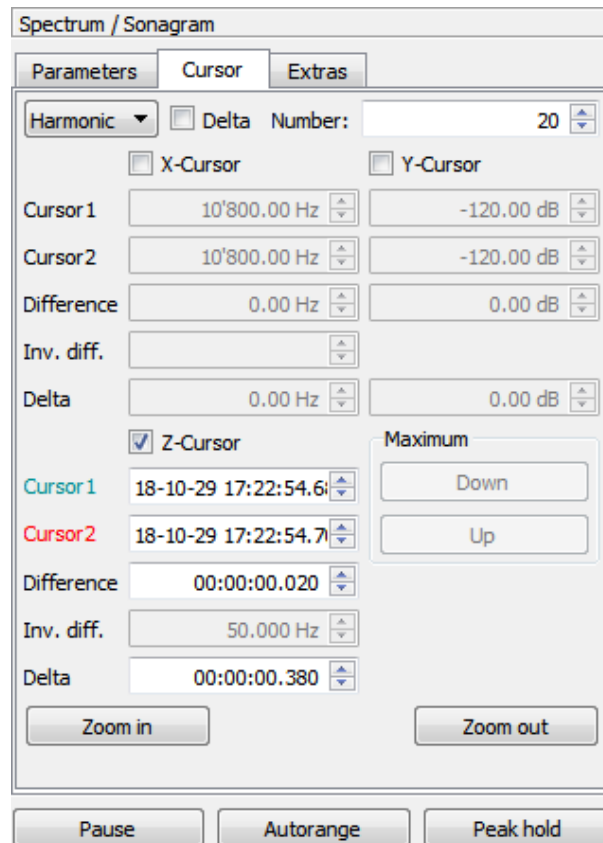 Spectrum / Sonagram
Parameters Cursor Extras
Harmonic Delta Number: 20
X-Cursor Y-Cursor
Cursor1 10'800.00 Hz -120.00 dB
Cursor2 10'800.00 Hz -120.00 dB
Difference 0.00 Hz 0.00 dB
Inv. diff.
Delta 0.00 Hz 0.00 dB
Z-Cursor Maximum
Cursor1 18-10-29 17:22:54.68 Down
Cursor2 18-10-29 17:22:54.70 Up
Difference 00:00:00.020
Inv. diff. 50.000 Hz
Delta 00:00:00.380
Zoom in Zoom out
Pause Autorange Peak hold